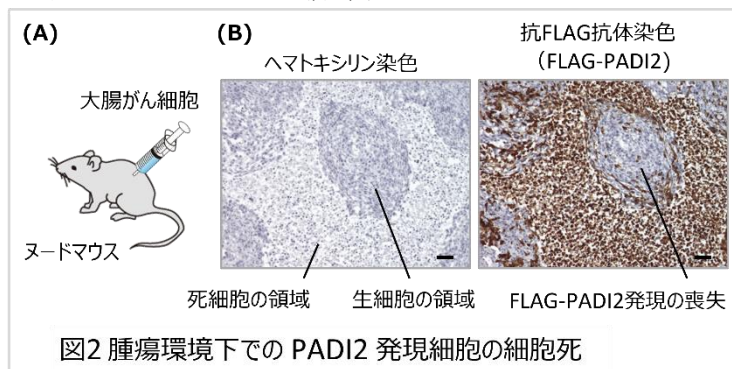 (A)
大腸がん細胞
ヌードマウス
(B)
ヘマトキシリン染色
抗FLAG抗体染色
(FLAG-PADI2)
死細胞の領域
生細胞の領域
FLAG-PADI2発現の喪失
図2 腫瘍環境下での PADI2 発現細胞の細胞死